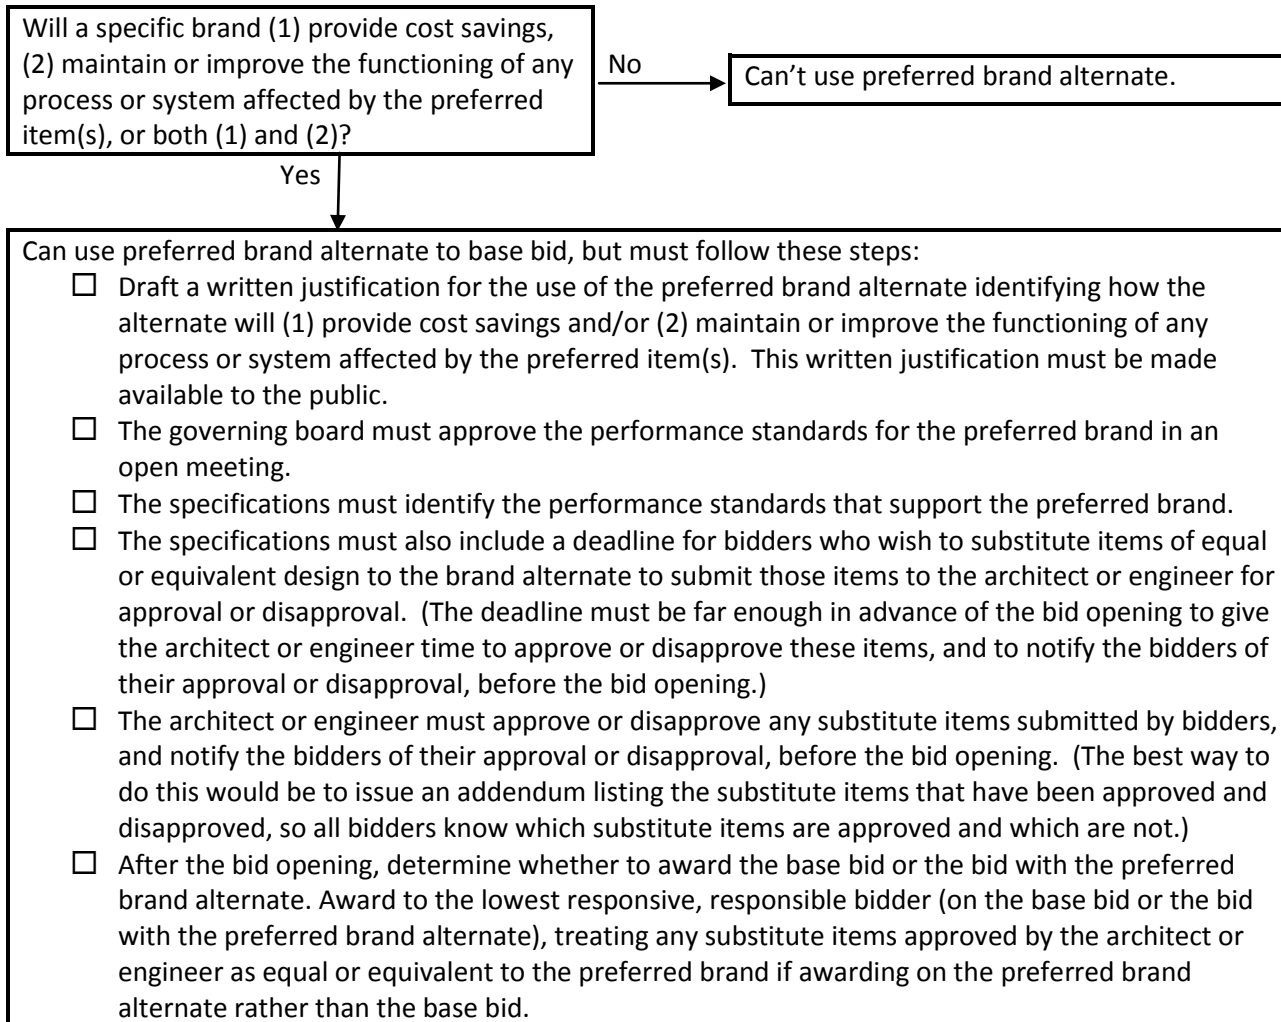 Will a specific brand (1) provide cost savings,
(2) maintain or improve the functioning of any
process or system affected by the preferred
item(s), or both (1) and (2)?
No
Can’t use preferred brand alternate.
Yes
Can use preferred brand alternate to base bid, but must follow these steps:
☐ Draft a written justification for the use of the preferred brand alternate identifying how the
alternate will (1) provide cost savings and/or (2) maintain or improve the functioning of any
process or system affected by the preferred item(s).  This written justification must be made
available to the public.
☐ The governing board must approve the performance standards for the preferred brand in an
open meeting.
☐ The specifications must identify the performance standards that support the preferred brand.
☐ The specifications must also include a deadline for bidders who wish to substitute items of equal
or equivalent design to the brand alternate to submit those items to the architect or engineer for
approval or disapproval.  (The deadline must be far enough in advance of the bid opening to give
the architect or engineer time to approve or disapprove these items, and to notify the bidders of
their approval or disapproval, before the bid opening.)
☐ The architect or engineer must approve or disapprove any substitute items submitted by bidders,
and notify the bidders of their approval or disapproval, before the bid opening.  (The best way to
do this would be to issue an addendum listing the substitute items that have been approved and
disapproved, so all bidders know which substitute items are approved and which are not.)
☐ After the bid opening, determine whether to award the base bid or the bid with the preferred
brand alternate. Award to the lowest responsive, responsible bidder (on the base bid or the bid
with the preferred brand alternate), treating any substitute items approved by the architect or
engineer as equal or equivalent to the preferred brand if awarding on the preferred brand
alternate rather than the base bid.